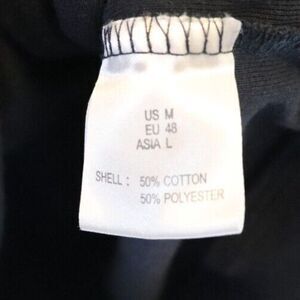 US M
EU 48
ASIA L
SHELL : 50% COTTON
50% POLYESTER